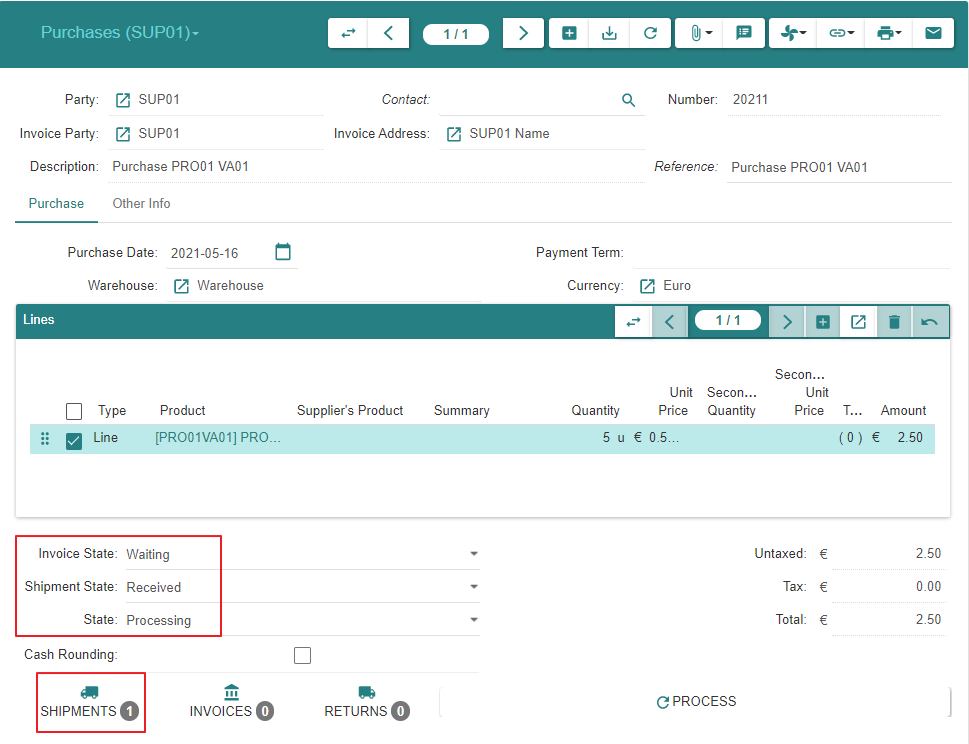 Purchases (SUP01)
1 / 1
Party: SUP01 Contact: Number: 20211
Invoice Party: SUP01 Invoice Address: SUP01 Name
Description: Purchase PRO01 VA01 Reference: Purchase PRO01 VA01
Purchase Other Info
Purchase Date: 2021-05-16 Payment Term:
Warehouse: Warehouse Currency: Euro
Lines 1 / 1
Type Product Supplier's Product Summary Quantity Unit Price Secon... Quantity Secon... Unit Price T... Amount
Line [PRO01VA01] PRO... 5 u € 0.5... ( 0 ) € 2.50
Invoice State: Waiting Untaxed: € 2.50
Shipment State: Received Tax: € 0.00
State: Processing Total: € 2.50
Cash Rounding:
SHIPMENTS 1 INVOICES 0 RETURNS 0 PROCESS